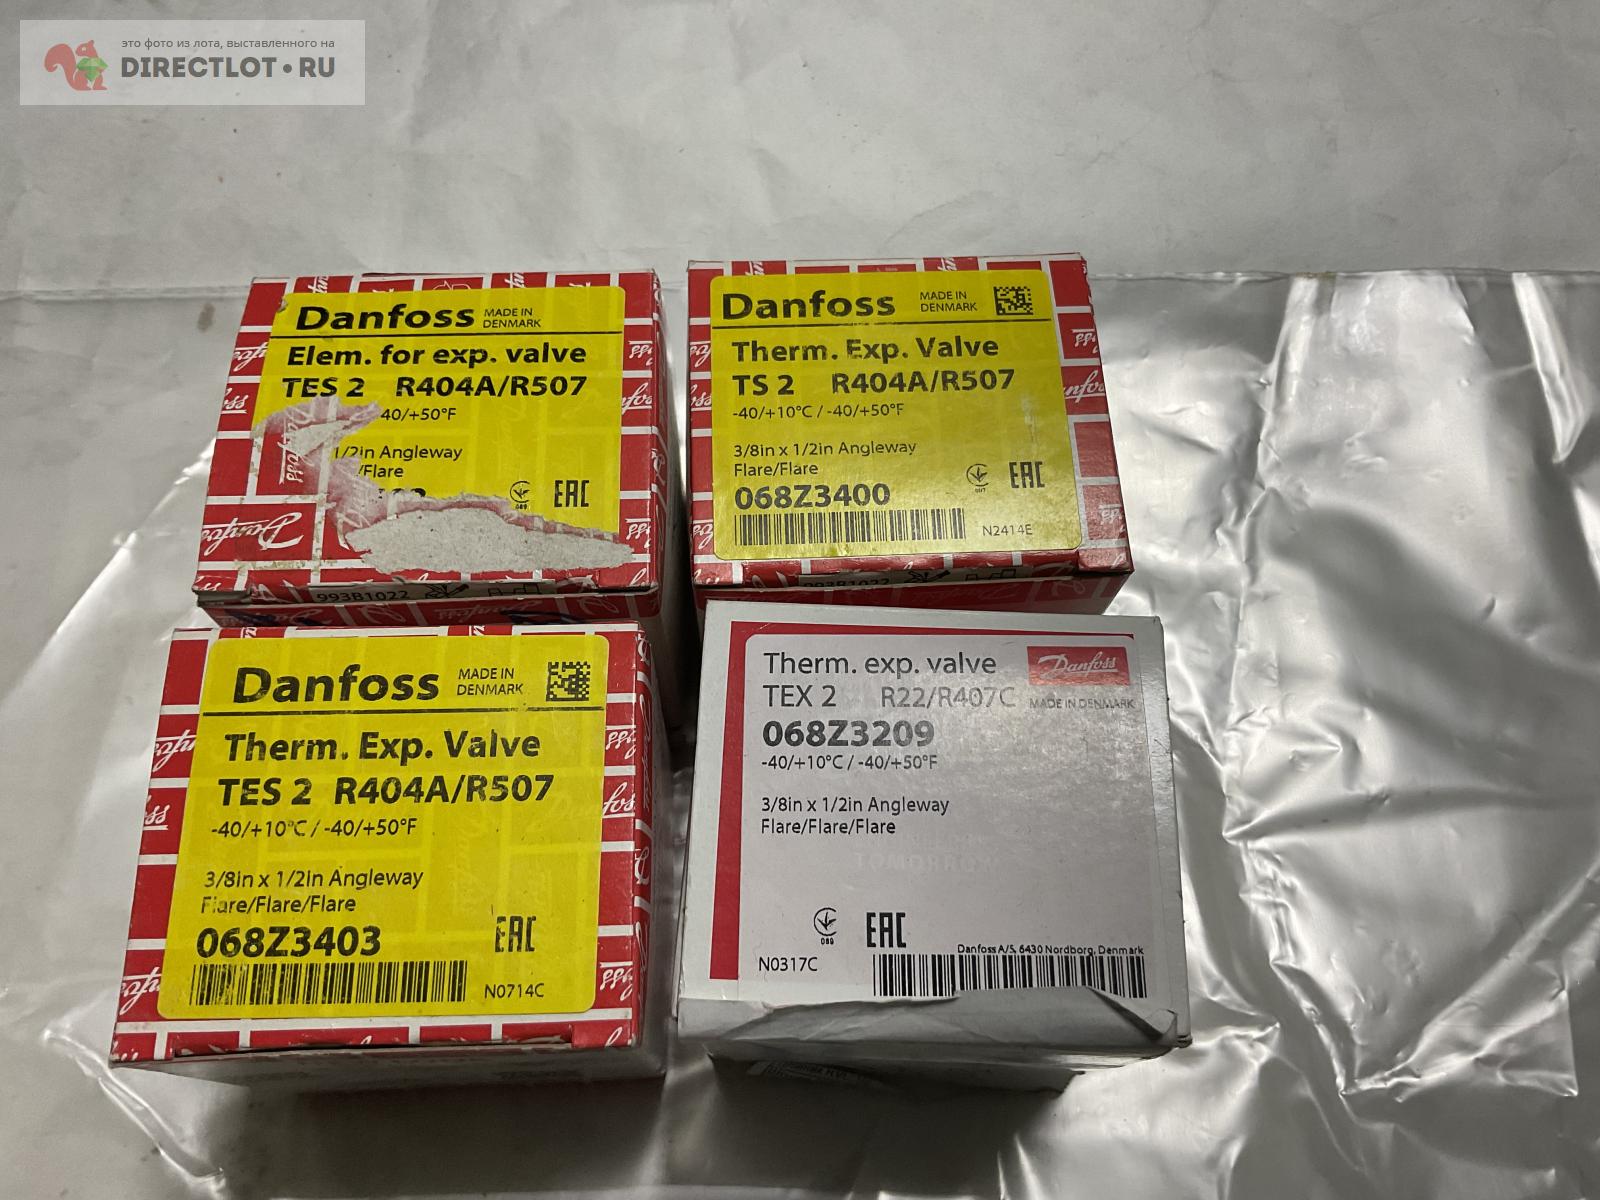 это фото из лота, выставленного на
DIRECTLOT • RU
Danfoss MADE IN DENMARK
Elem. for exp. valve
TES 2 R404A/R507
40/+50°F
1/2in Angleway
/Flare
EAC
993B1022
Danfoss MADE IN DENMARK
Therm. Exp. Valve
TS 2 R404A/R507
-40/+10°C / -40/+50°F
3/8in x 1/2in Angleway
Flare/Flare
EAC
068Z3400
N2414E
993B1022
Danfoss MADE IN DENMARK
Therm. Exp. Valve
TES 2 R404A/R507
-40/+10°C / -40/+50°F
3/8in x 1/2in Angleway
Flare/Flare/Flare
068Z3403
EAC
N0714C
Therm. exp. valve
Danfoss
TEX 2 R22/R407C MADE IN DENMARK
068Z3209
-40/+10°C / -40/+50°F
3/8in x 1/2in Angleway
Flare/Flare/Flare
089
EAC
Danfoss A/S, 6430 Nordborg, Denmark
N0317C